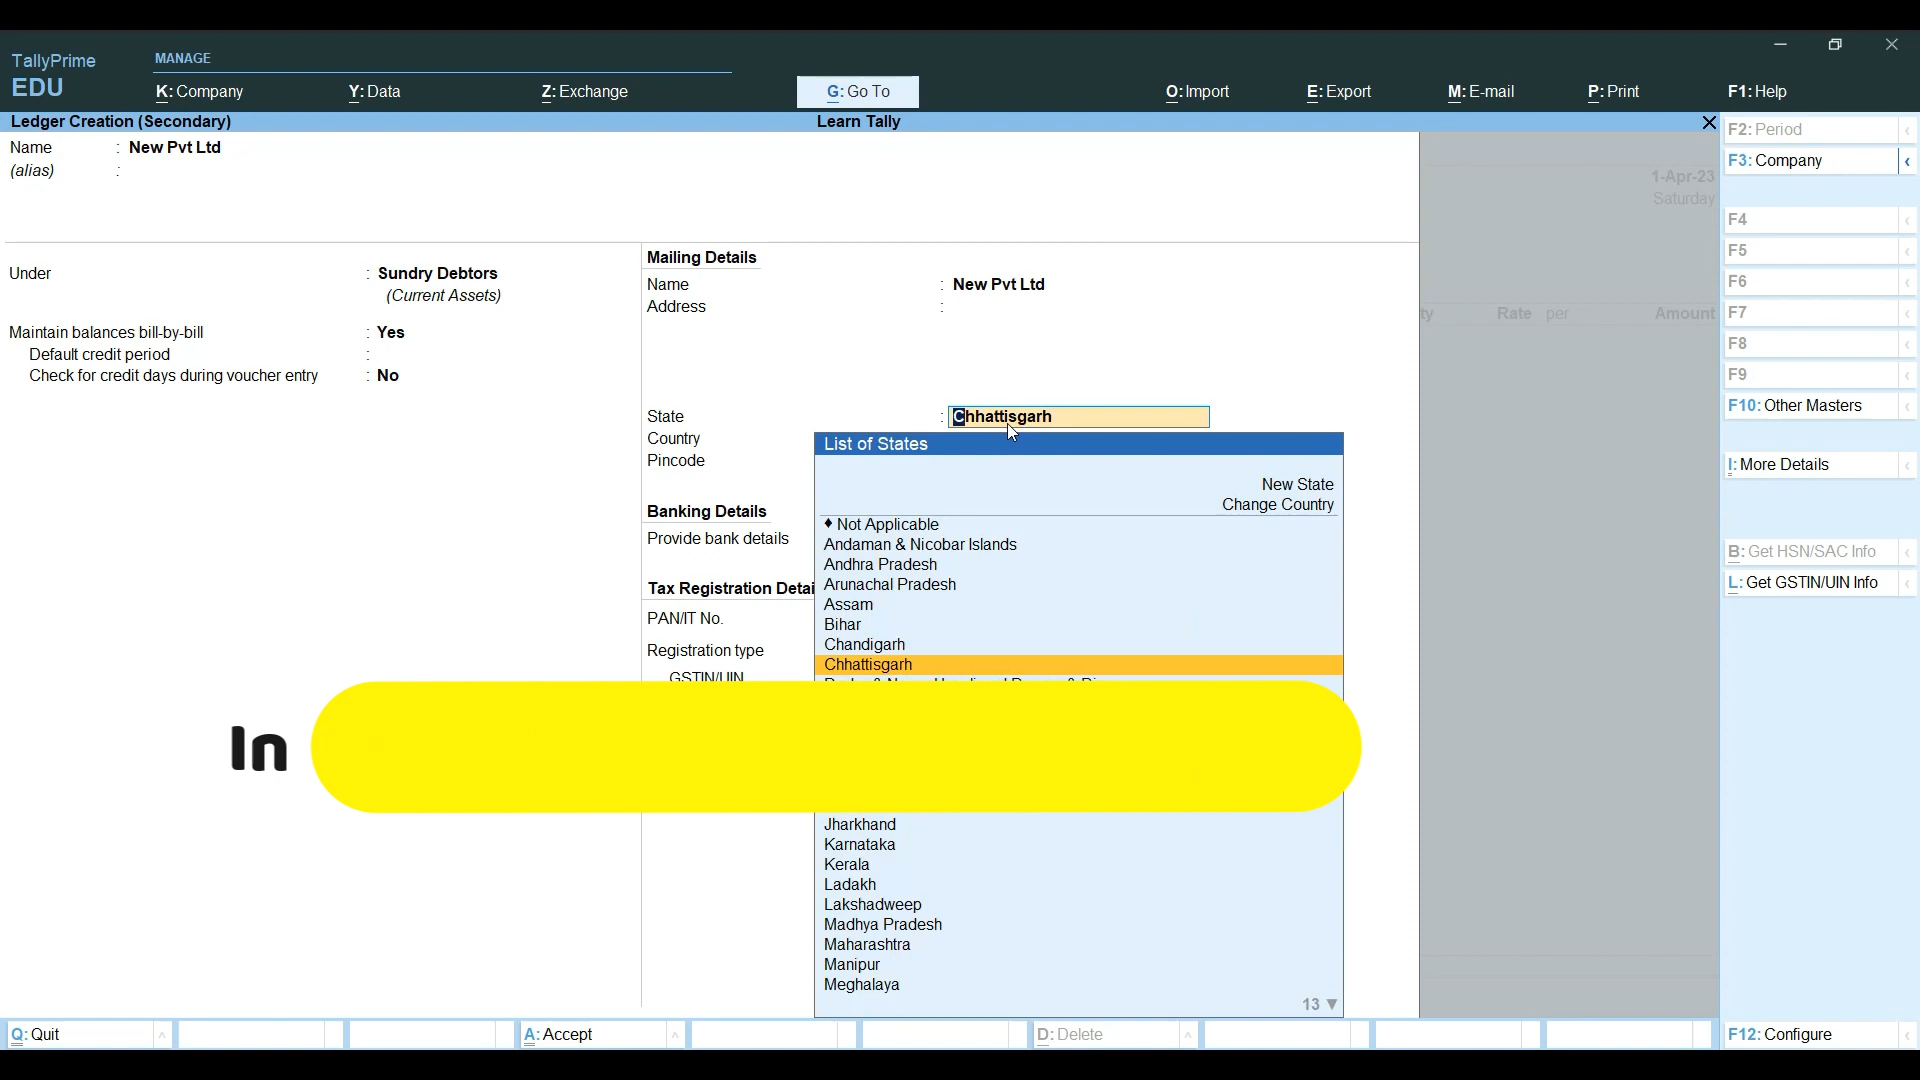 TallyPrime
EDU
MANAGE
K: Company
Y: Data
Z: Exchange
G: Go To
O: Import
E: Export
M: E-mail
P: Print
F1: Help
Ledger Creation (Secondary)
Learn Tally
Name : New Pvt Ltd
(alias) :
1-Apr-23
Saturday
Under : Sundry Debtors
(Current Assets)
Maintain balances bill-by-bill : Yes
Default credit period :
Check for credit days during voucher entry : No
Mailing Details
Name : New Pvt Ltd
Address :
State : Chhattisgarh
Country
Pincode
Banking Details
Provide bank details
Tax Registration Detai
PAN/IT No.
Registration type
GSTIN/UIN
List of States
New State
Change Country
♦ Not Applicable
Andaman & Nicobar Islands
Andhra Pradesh
Arunachal Pradesh
Assam
Bihar
Chandigarh
Chhattisgarh
In
Jharkhand
Karnataka
Kerala
Ladakh
Lakshadweep
Madhya Pradesh
Maharashtra
Manipur
Meghalaya
13 ▼
ty Rate per Amount
F2: Period
F3: Company
F4
F5
F6
F7
F8
F9
F10: Other Masters
I: More Details
B: Get HSN/SAC Info
L: Get GSTIN/UIN Info
Q: Quit
A: Accept
D: Delete
F12: Configure